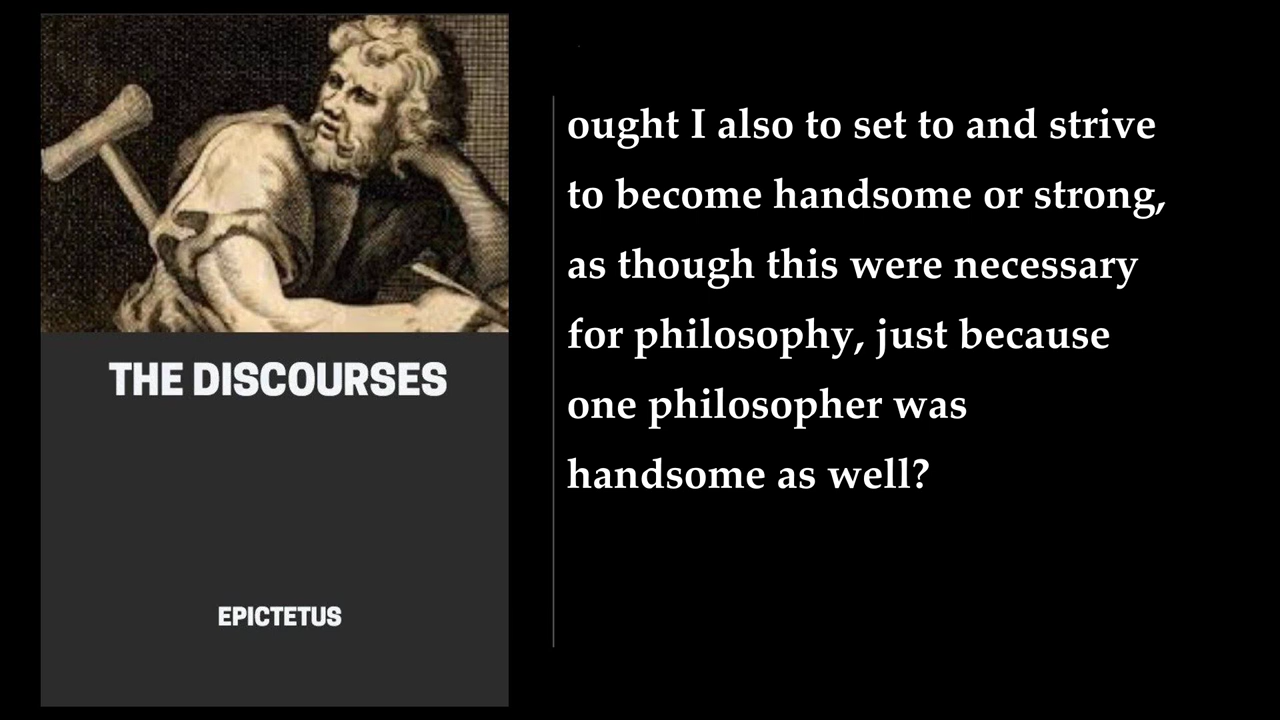 THE DISCOURSES
EPICTETUS
ought I also to set to and strive
to become handsome or strong,
as though this were necessary
for philosophy, just because
one philosopher was
handsome as well?